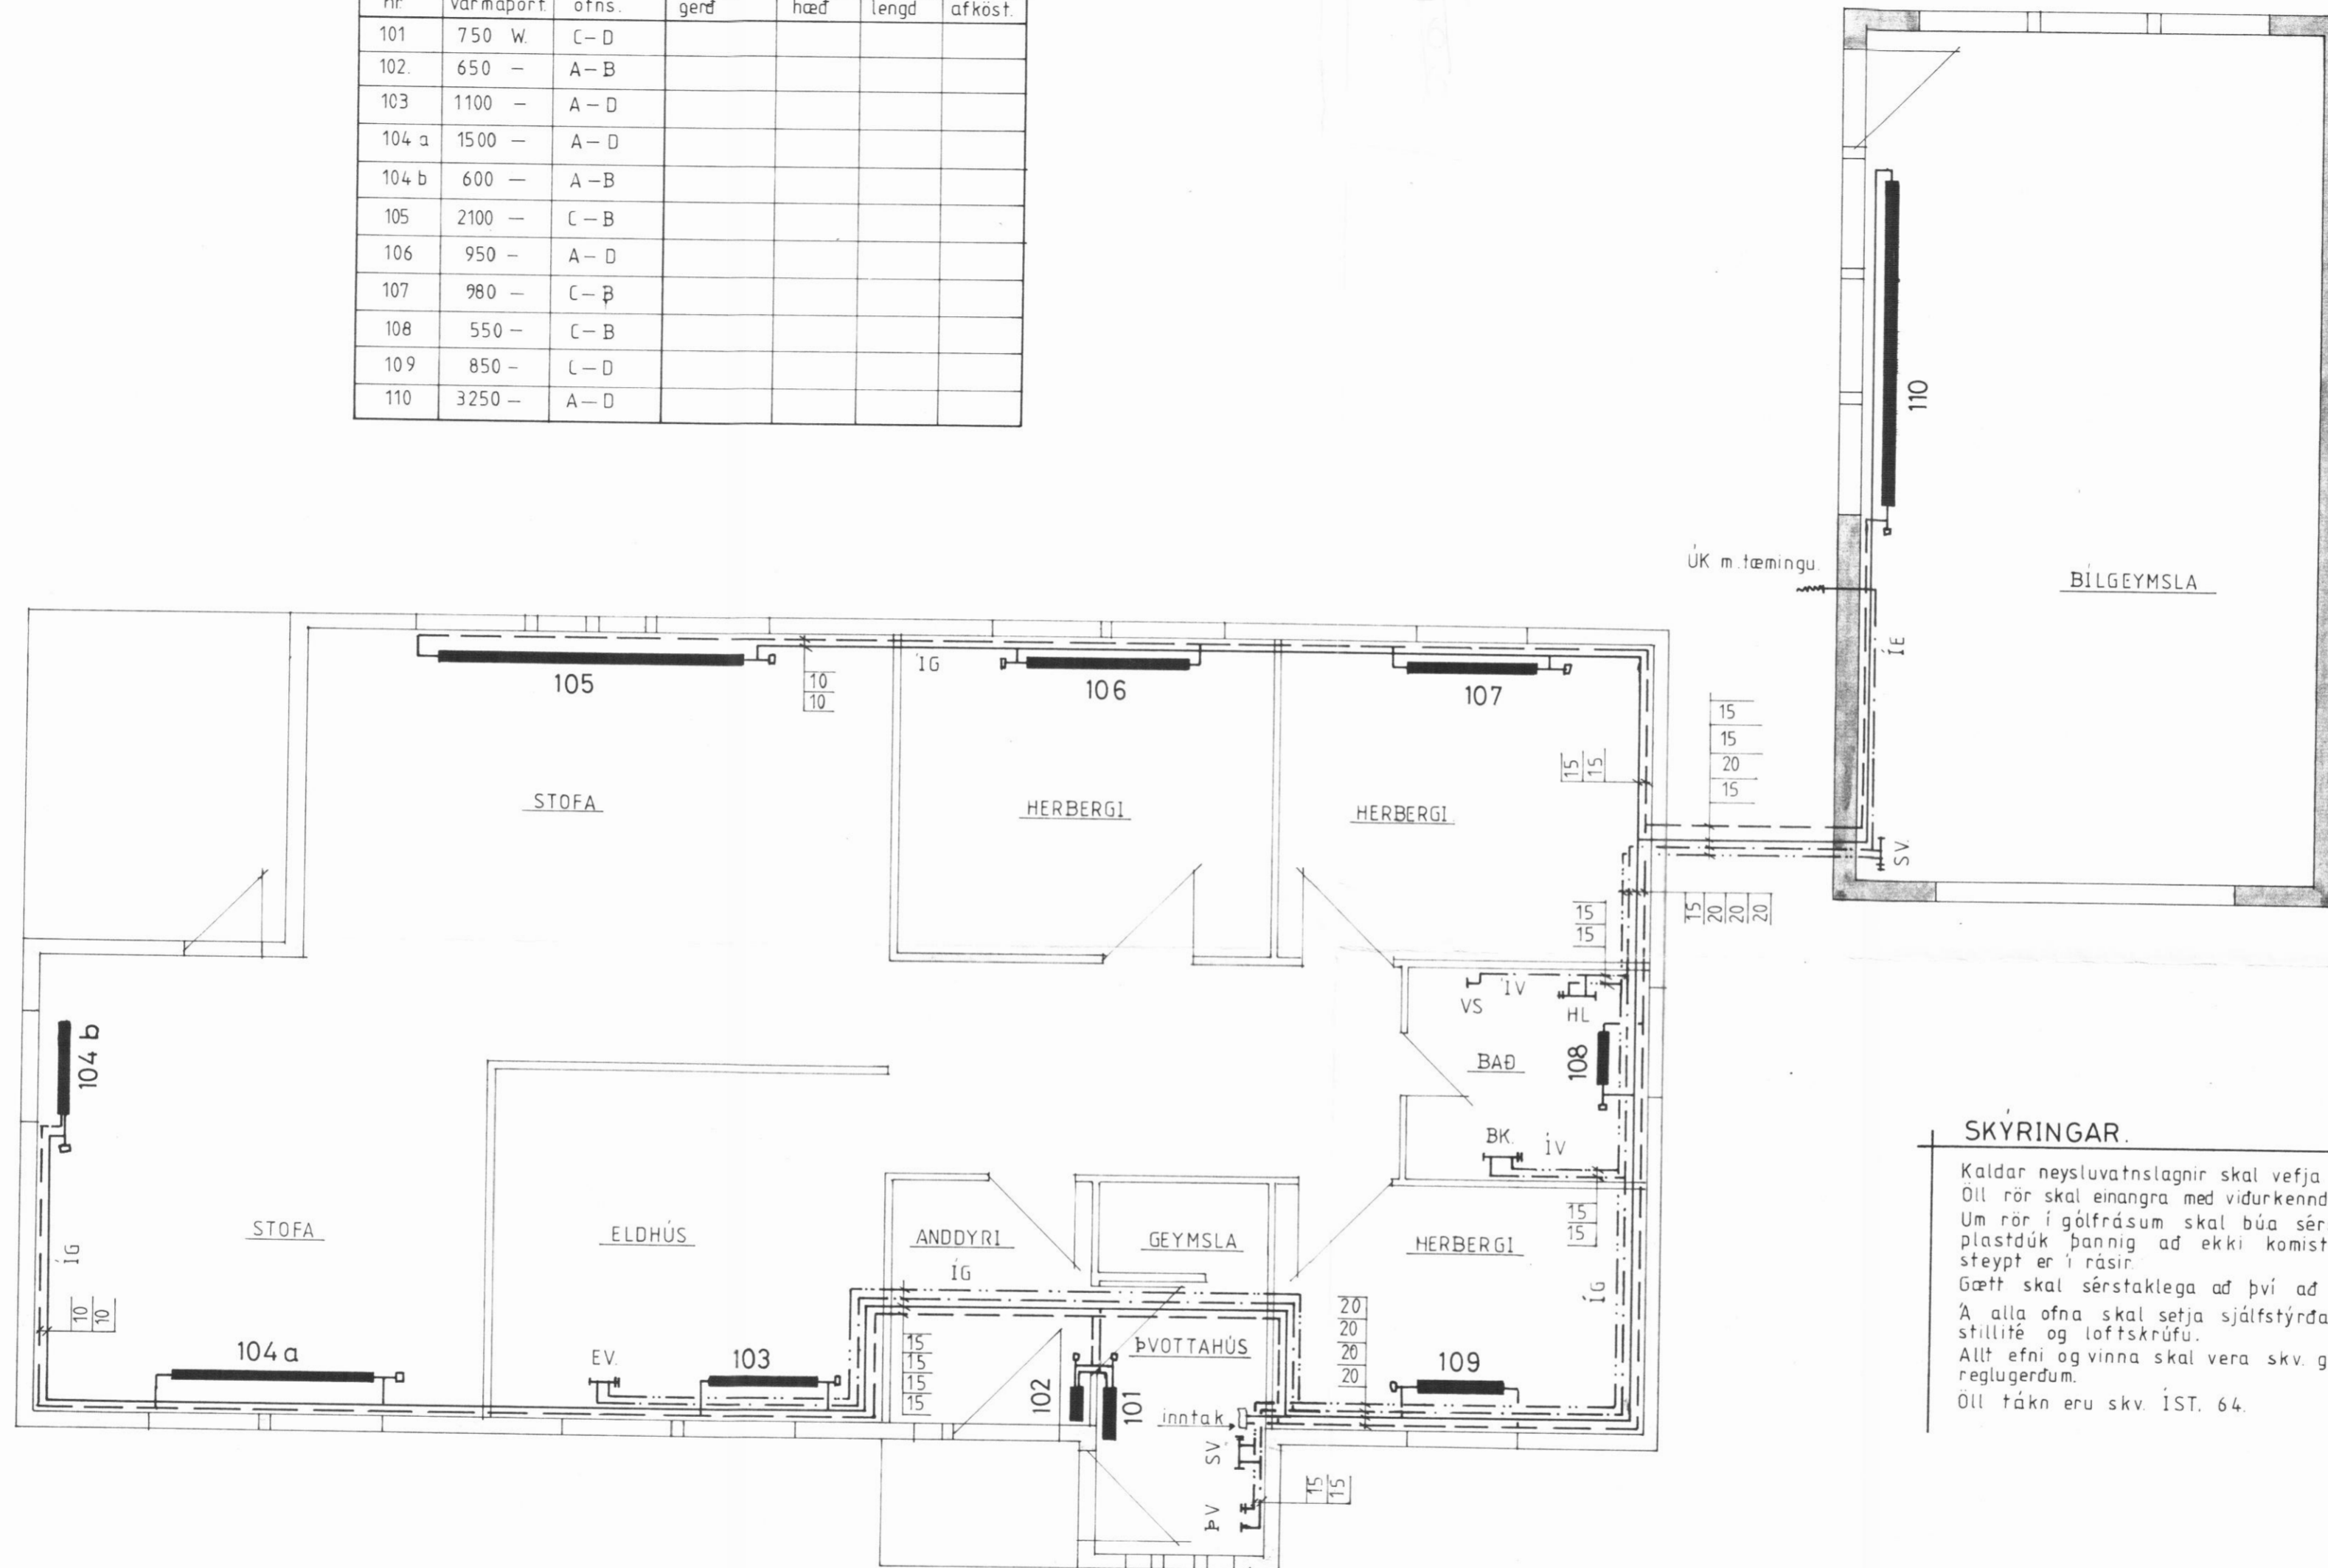 nr. varmaþörf. ofns. gerð hæð lengd afköst.
101 750 W. C-D
102. 650 - A-B
103 1100 - A-D
104 a 1500 - A-D
104 b 600 - A-B
105 2100 - C-B
106 950 - A-D
107 980 - C-B
108 550 - C-B
109 850 - C-D
110 3250 - A-D
110
ÚK m.tæmingu.
BÍLGEYMSLA
ÍE
SV.
105
10
10
ÍG
106
107
15
15
15
15
20
15
STOFA
HERBERGI
HERBERGI.
15
20
20
20
15
15
VS
ÍV
HL
104 b
BAÐ
108
BK.
ÍV
15
15
STOFA
ELDHÚS
ANDDYRI
GEYMSLA
HERBERGI
ÍG
ÍG
ÍG
10
10
104a
EV.
103
15
15
15
15
102
101
ÞVOTTAHÚS
20
20
20
20
109
inntak
SV
ÞV
15
15
SKÝRINGAR.
Kaldar neysluvatnslagnir skal vefja
Öll rör skal einangra með viðurkennd
Um rör í gólfrásum skal búa sér
plastdúk þannig að ekki komist
steypt er í rásir.
Gætt skal sérstaklega að því að
Á alla ofna skal setja sjálfstýrða
stillité og loftskrúfu.
Allt efni og vinna skal vera skv. g
reglugerðum.
Öll tákn eru skv. ÍST. 64.